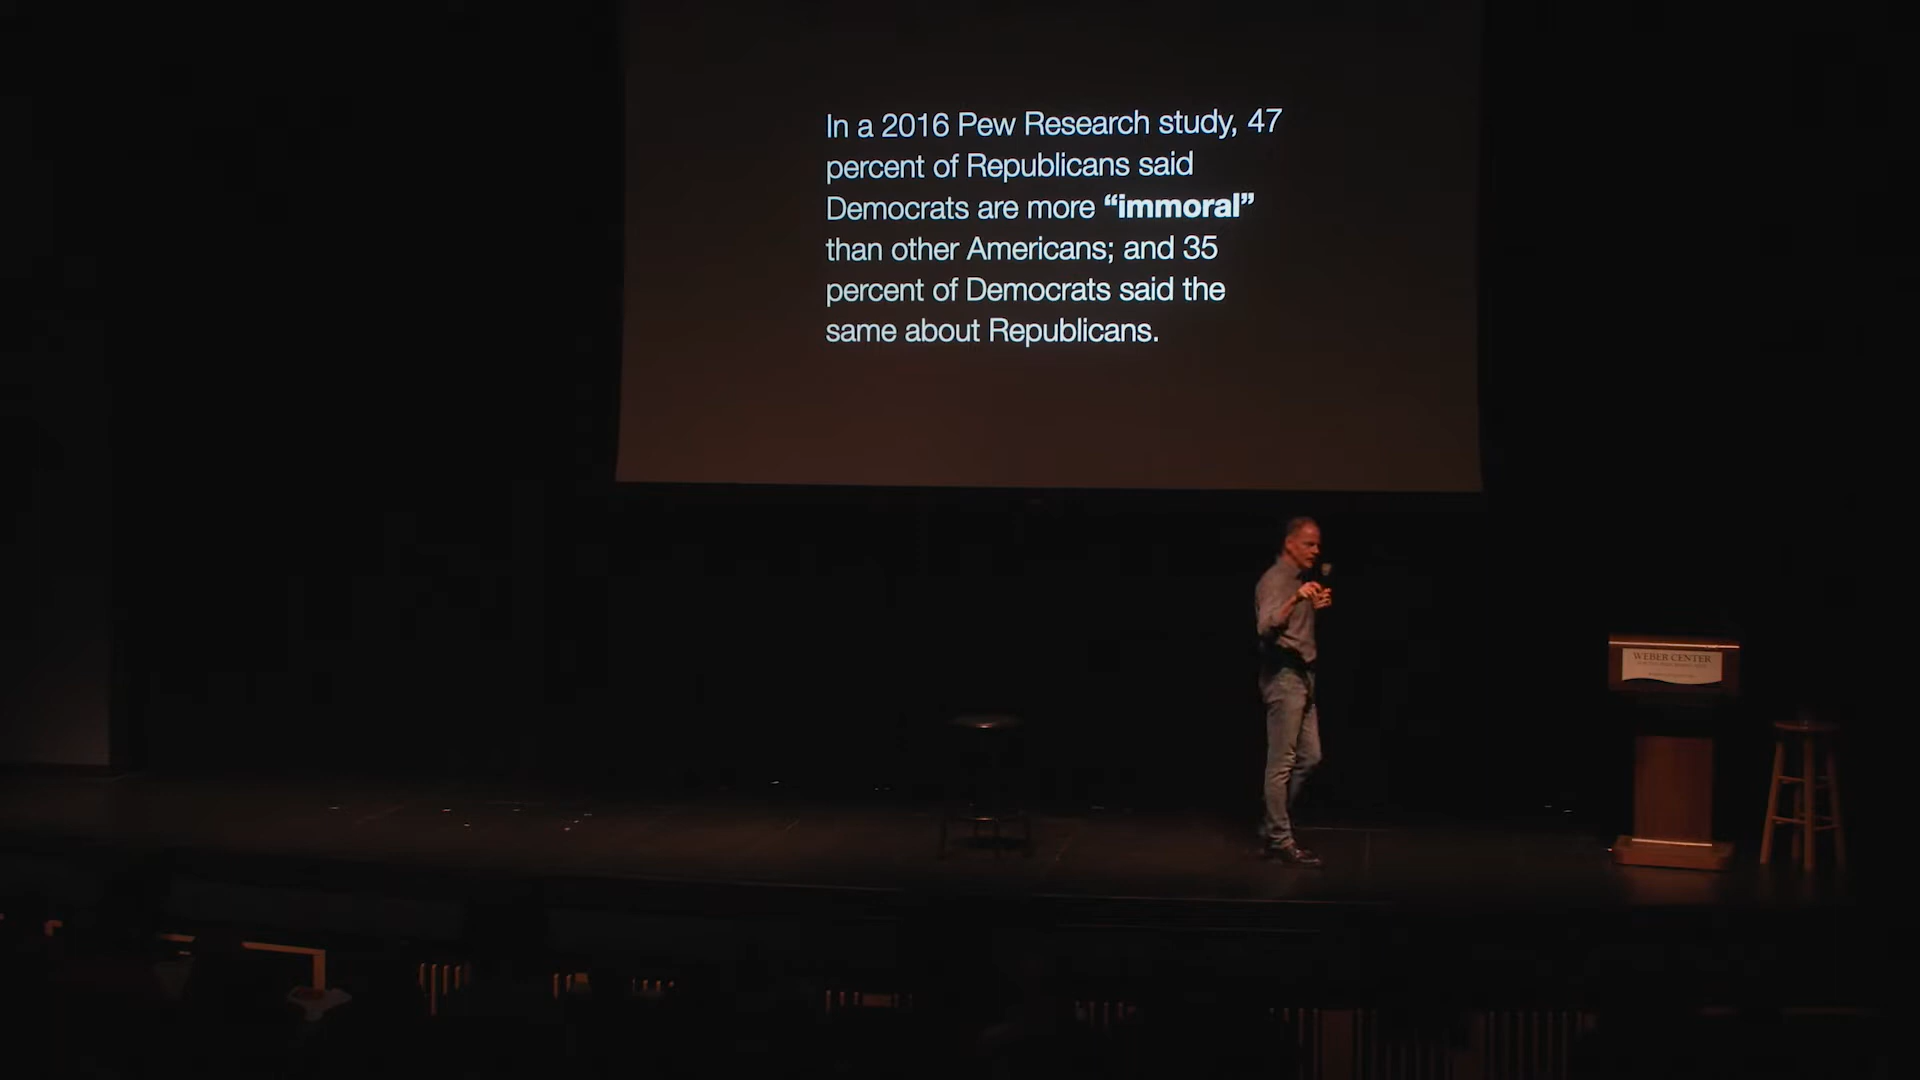 In a 2016 Pew Research study, 47
percent of Republicans said
Democrats are more “immoral”
than other Americans; and 35
percent of Democrats said the
same about Republicans.
WEBER CENTER